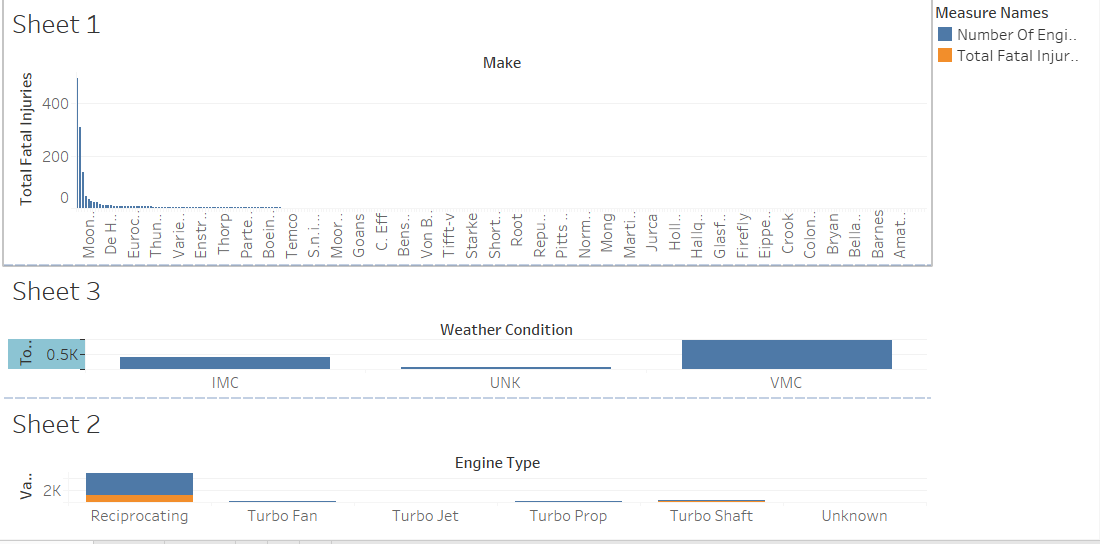 Sheet 1
Measure Names
Number Of Engi..
Total Fatal Injur..
Make
Total Fatal Injuries
400
200
0
Moon..
De H..
Euroc..
Thun..
Varie..
Enstr..
Thorp
Parte..
Boein..
Temco
S.n.i...
Moor..
Goans
C. Eff
Bens..
Von B..
Tifft-v
Starke
Short..
Root
Repu..
Pitts ..
Norm..
Mong
Marti..
Jurca
Holl..
Hallq..
Glasf..
Firefly
Eippe..
Crook
Colon..
Bryan
Bella..
Barnes
Amat..
Sheet 3
Weather Condition
To..
0.5K
IMC UNK VMC
Sheet 2
Engine Type
Va..
2K
Reciprocating Turbo Fan Turbo Jet Turbo Prop Turbo Shaft Unknown